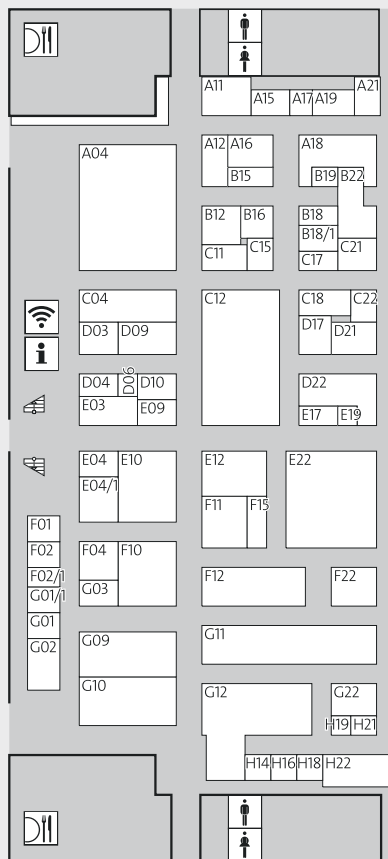 A11
A15
A17
A19
A21
A12
A16
B15
A18
B19
B22
A04
B12
B16
C11
C15
B18
B18/1
C17
C21
C04
D03
D09
C12
C18
C22
D17
D21
i
D04
D06
D10
E03
E09
D22
E17
E19
E04
E10
E04/1
E12
F11
F15
E22
F01
F02
F02/1
G01/1
G01
G02
F04
F10
G03
F12
F22
G09
G10
G11
G12
G22
H19
H21
H14
H16
H18
H22